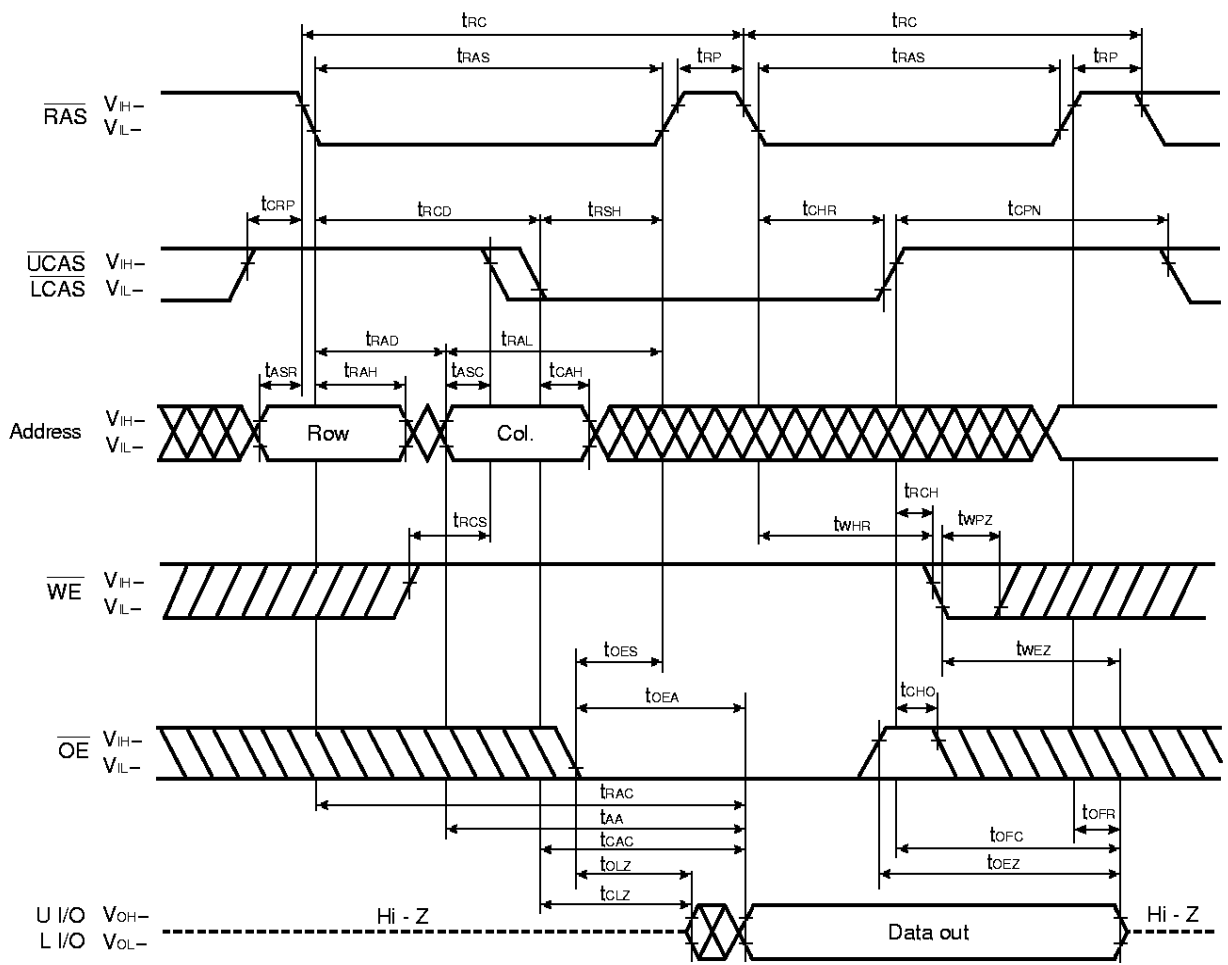 tRC tRC
tRAS tRP tRAS tRP
RAS VIH–
VIL–
tCRP tRCD tRSH tCHR tCPN
UCAS VIH–
LCAS VIL–
tRAD tRAL
tASR tRAH tASC tCAH
Address VIH–
VIL–
Row Col.
tRCH
tRCS tWHR tWPZ
WE VIH–
VIL–
tOES tWEZ
tOEA tCHO
OE VIH–
VIL–
tRAC
tAA tOFR
tCAC tOFC
tOLZ tOEZ
tCLZ
U I/O VOH–
L I/O VOL–
Hi - Z Data out Hi - Z